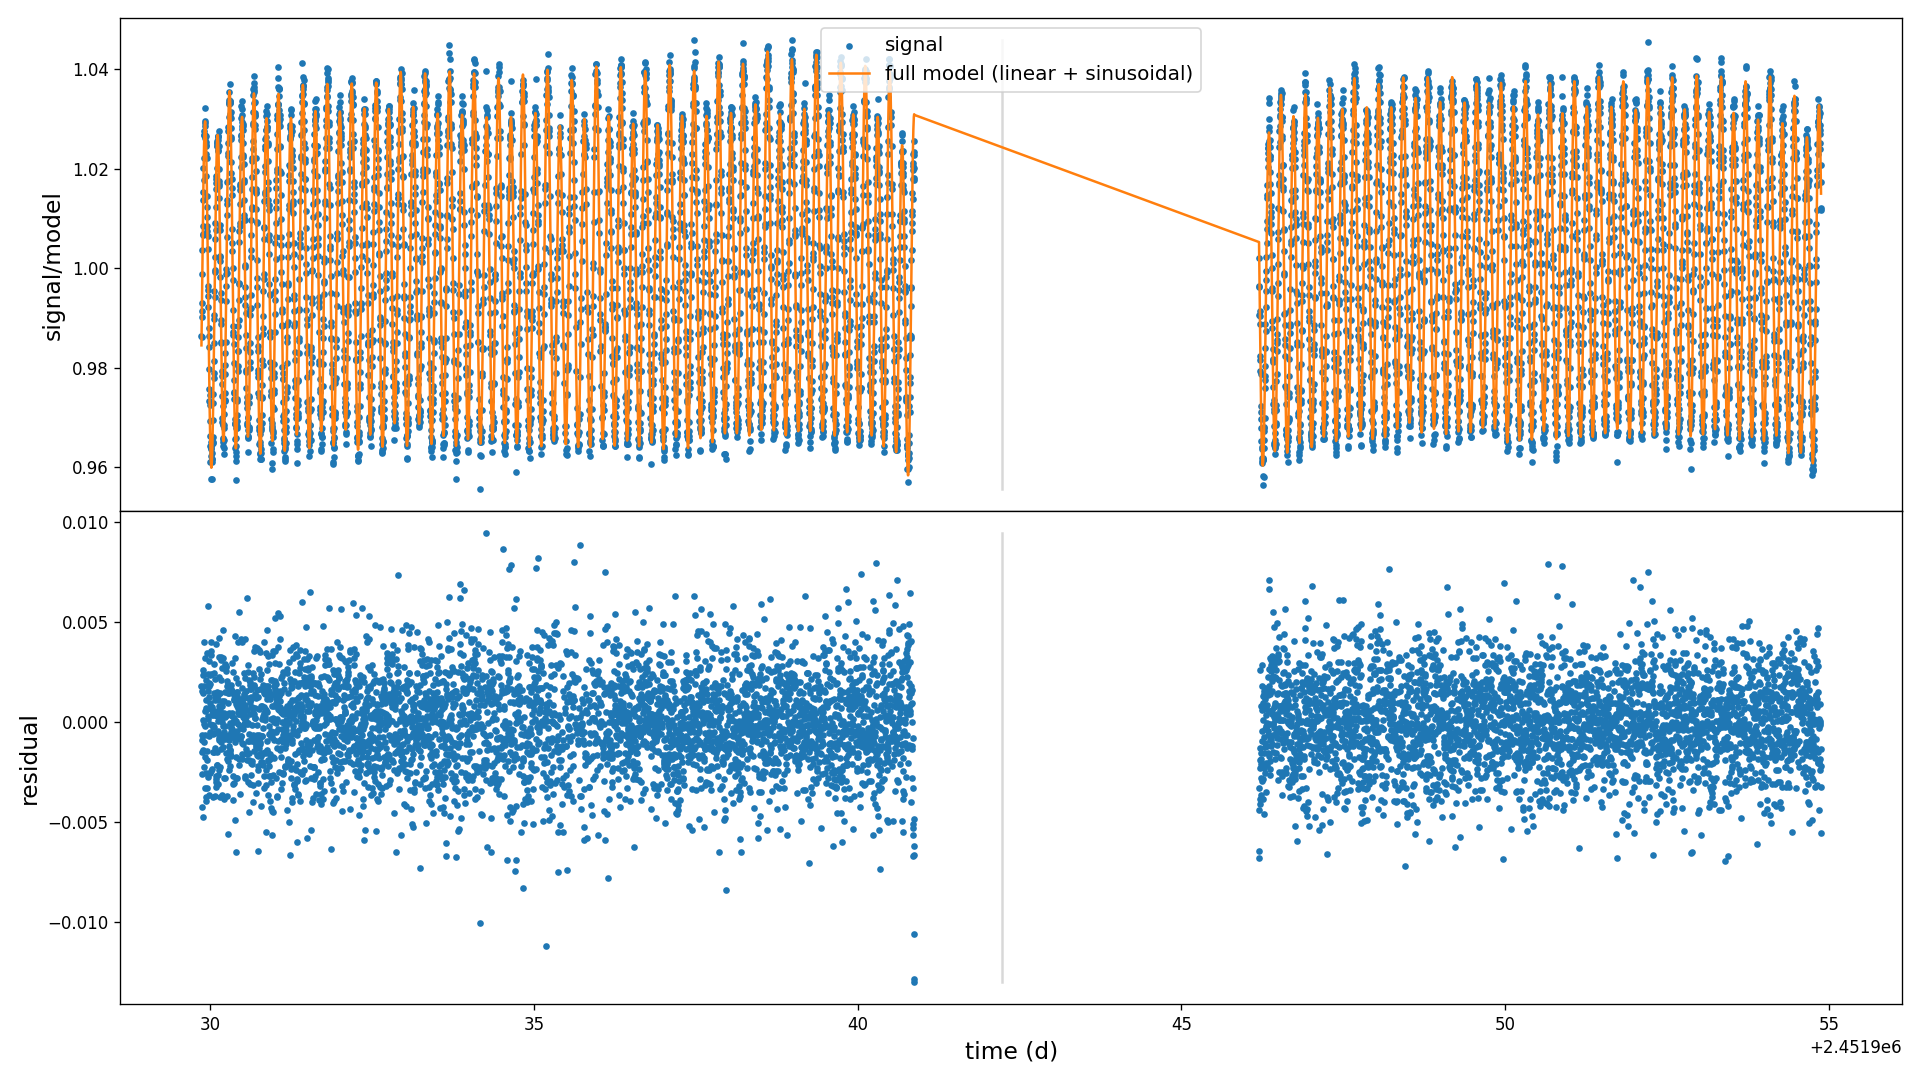 signal
full model (linear + sinusoidal)
signal/model
1.04
1.02
1.00
0.98
0.96
residual
0.010
0.005
0.000
−0.005
−0.010
30
35
40
45
50
55
+2.4519e6
time (d)